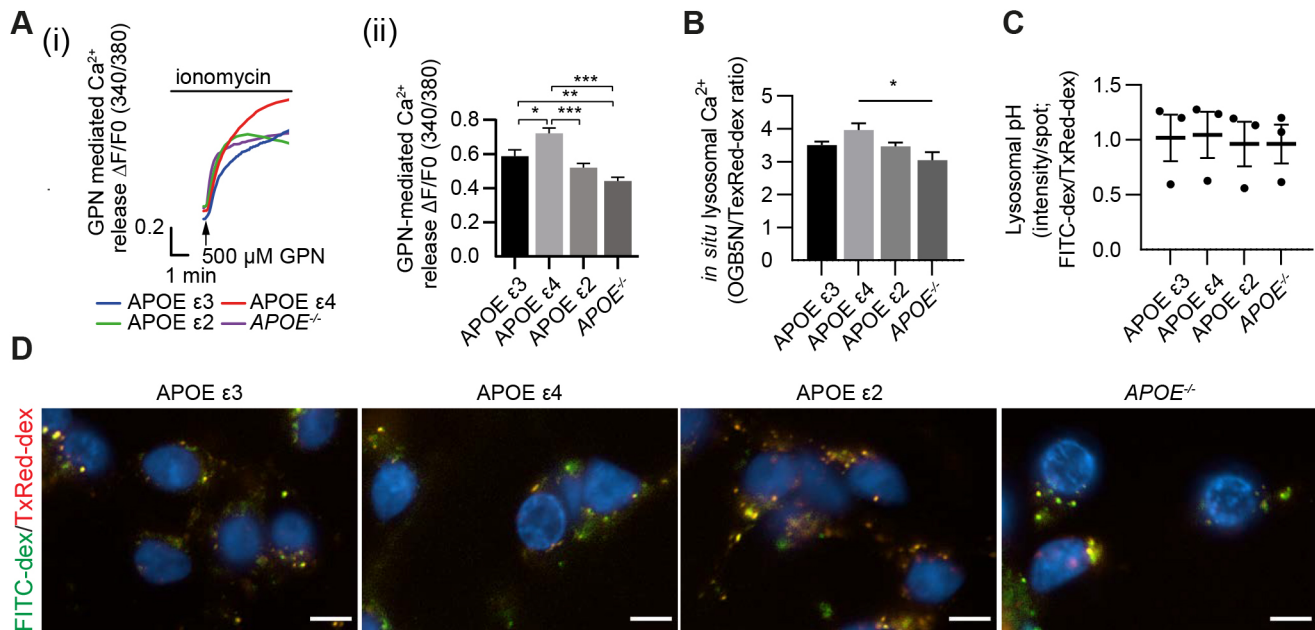 A
(i)
GPN mediated Ca2+
release ΔF/F0 (340/380)
ionomycin
0.2
1 min
500 µM GPN
APOE ε3
APOE ε4
APOE ε2
APOE-/-
(ii)
GPN-mediated Ca2+
release ΔF/F0 (340/380)
***
**
*
***
0.8
0.6
0.4
0.2
0.0
APOE ε3
APOE ε4
APOE ε2
APOE-/-
B
in situ lysosomal Ca2+
(OGB5N/TexRed-dex ratio)
*
5
4
3
2
1
0
APOE ε3
APOE ε4
APOE ε2
APOE-/-
C
Lysosomal pH
(intensity/spot;
FITC-dex/TxRed-dex)
1.5
1.0
0.5
0.0
APOE ε3
APOE ε4
APOE ε2
APOE-/-
D
APOE ε3
APOE ε4
APOE ε2
APOE-/-
FITC-dex/TxRed-dex